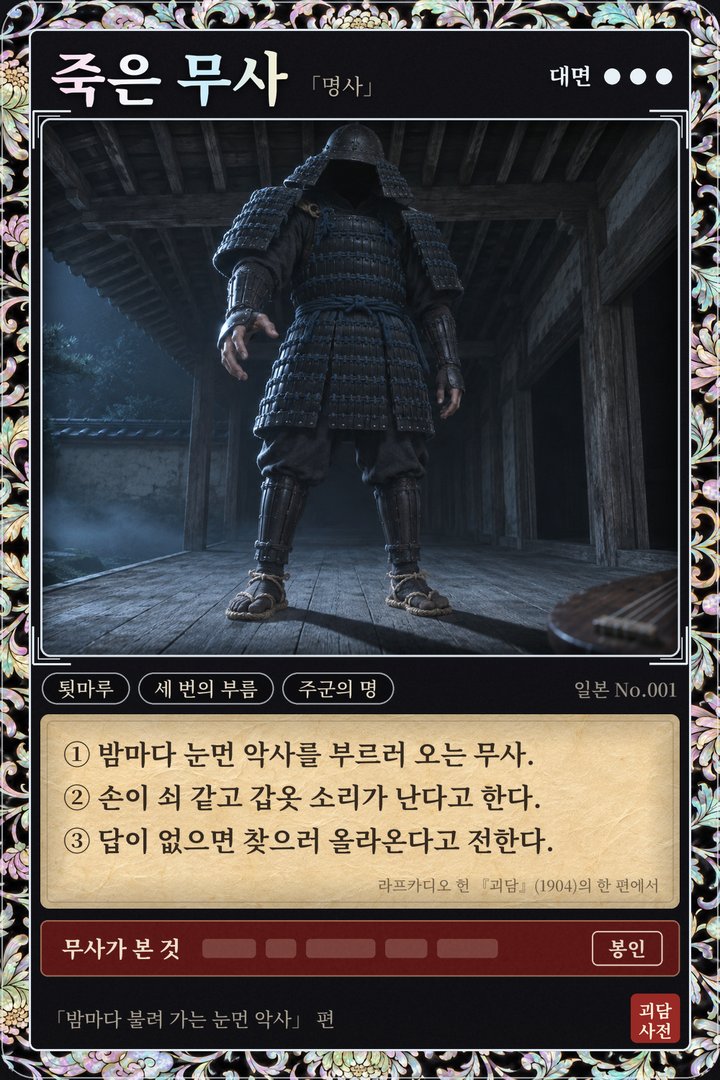 죽은 무사 「명사」 대면 ●●●
툇마루 세 번의 부름 주군의 명 일본 No.001
① 밤마다 눈먼 악사를 부르러 오는 무사.
② 손이 쇠 같고 갑옷 소리가 난다고 한다.
③ 답이 없으면 찾으러 올라온다고 전한다.
라프카디오 헌 『괴담』(1904)의 한 편에서
무사가 본 것 봉인
「밤마다 불려 가는 눈먼 악사」 편
괴담
사전